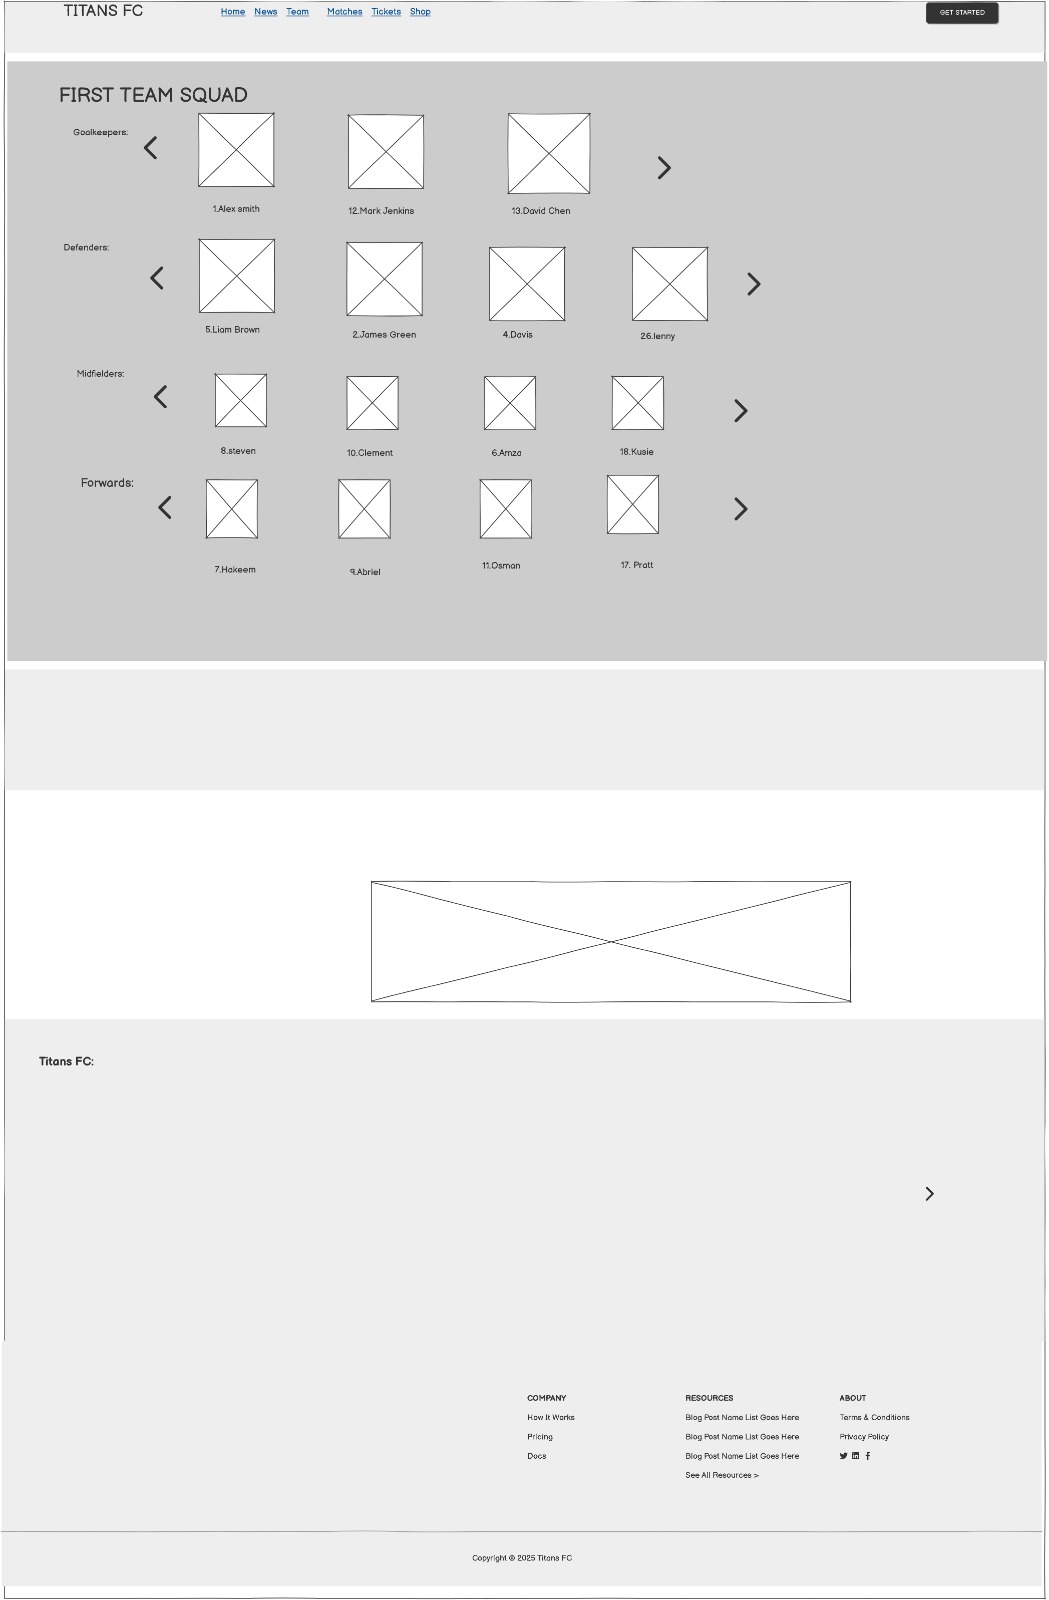 TITANS FC
Home News Team Matches Tickets Shop
GET STARTED
FIRST TEAM SQUAD
Goalkeepers:
1.Alex smith
12.Mark Jenkins
13.David Chen
Defenders:
5.Liam Brown
2.James Green
4.Davis
26.lenny
Midfielders:
8.steven
10.Clement
6.Amza
18.Kusie
Forwards:
7.Hakeem
9.Abriel
11.Osman
17. Pratt
Titans FC:
COMPANY
How It Works
Pricing
Docs
RESOURCES
Blog Post Name List Goes Here
Blog Post Name List Goes Here
Blog Post Name List Goes Here
See All Resources >
ABOUT
Terms & Conditions
Privacy Policy
Copyright © 2025 Titans FC